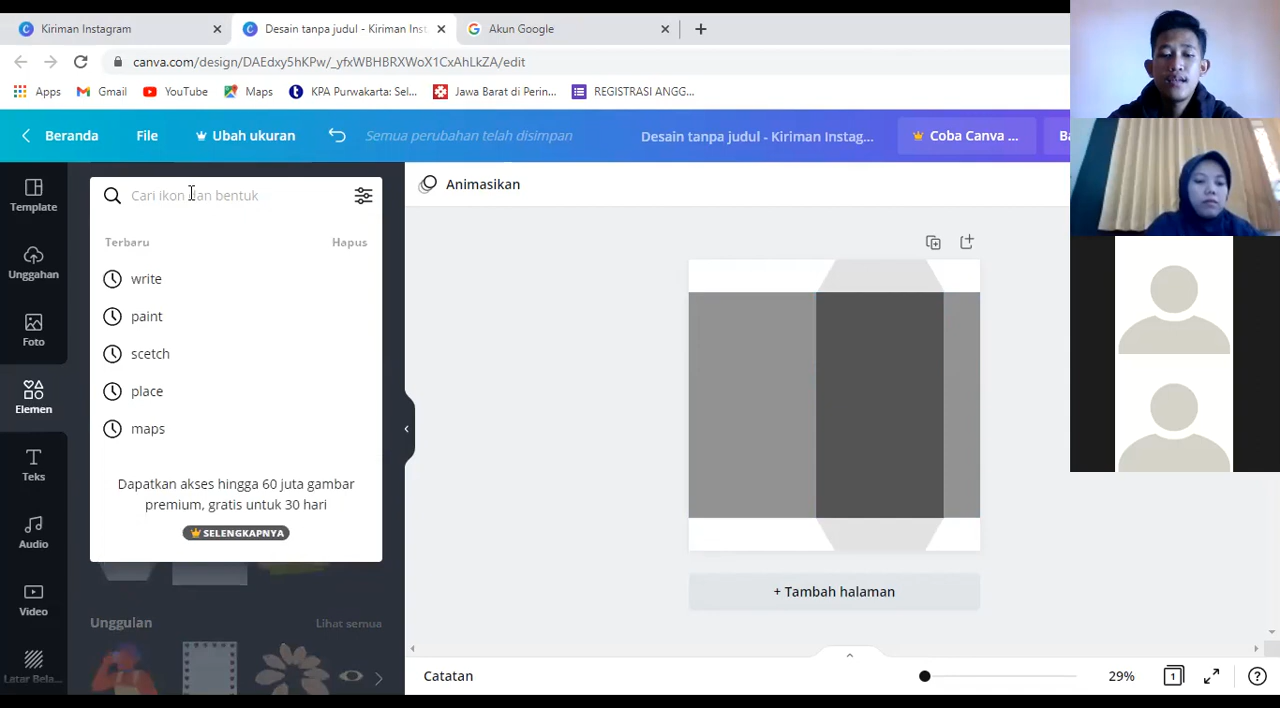 Kiriman Instagram
Desain tanpa judul - Kiriman Inst
Akun Google
canva.com/design/DAEdxy5hKPw/_yfxWBHBRXWoX1CxAhLkZA/edit
Apps
Gmail
YouTube
Maps
KPA Purwakarta: Sel...
Jawa Barat di Perin...
REGISTRASI ANGG...
Beranda
File
Ubah ukuran
Semua perubahan telah disimpan
Desain tanpa judul - Kiriman Instag...
Coba Canva ...
Ba
Template
Unggahan
Foto
Elemen
Teks
Audio
Video
Latar Bela...
Cari ikon dan bentuk
Terbaru
Hapus
write
paint
scetch
place
maps
Dapatkan akses hingga 60 juta gambar
premium, gratis untuk 30 hari
SELENGKAPNYA
Unggulan
Lihat semua
Animasikan
+ Tambah halaman
Catatan
29%
1
?